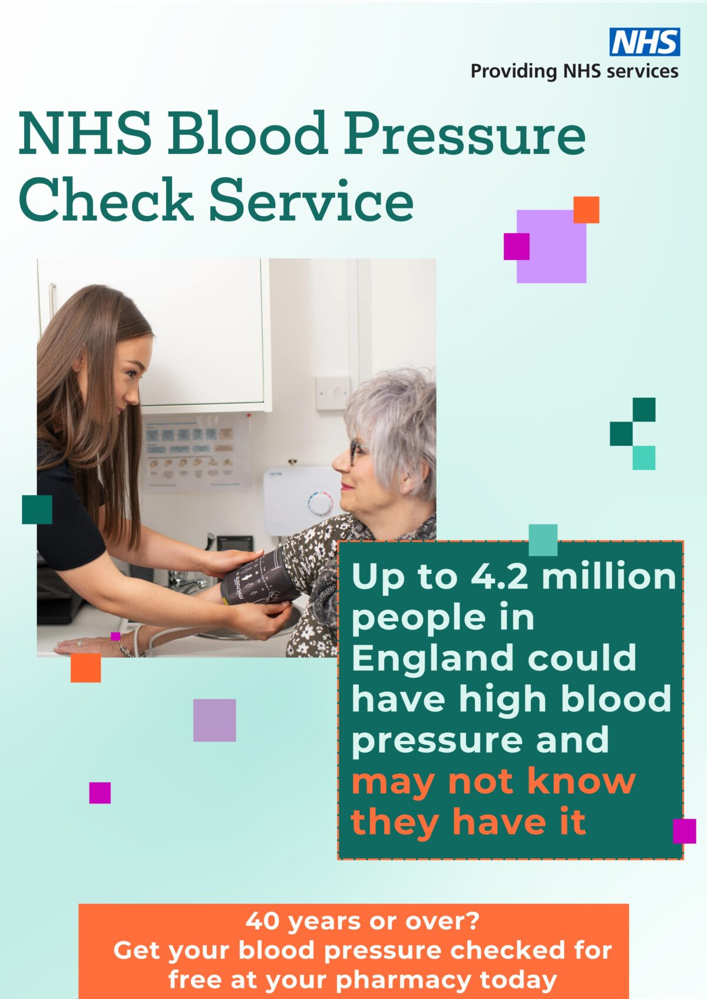 NHS
Providing NHS services
NHS Blood Pressure
Check Service
TRITON
microlife
Up to 4.2 million
people in
England could
have high blood
pressure and
may not know
they have it
40 years or over?
Get your blood pressure checked for
free at your pharmacy today